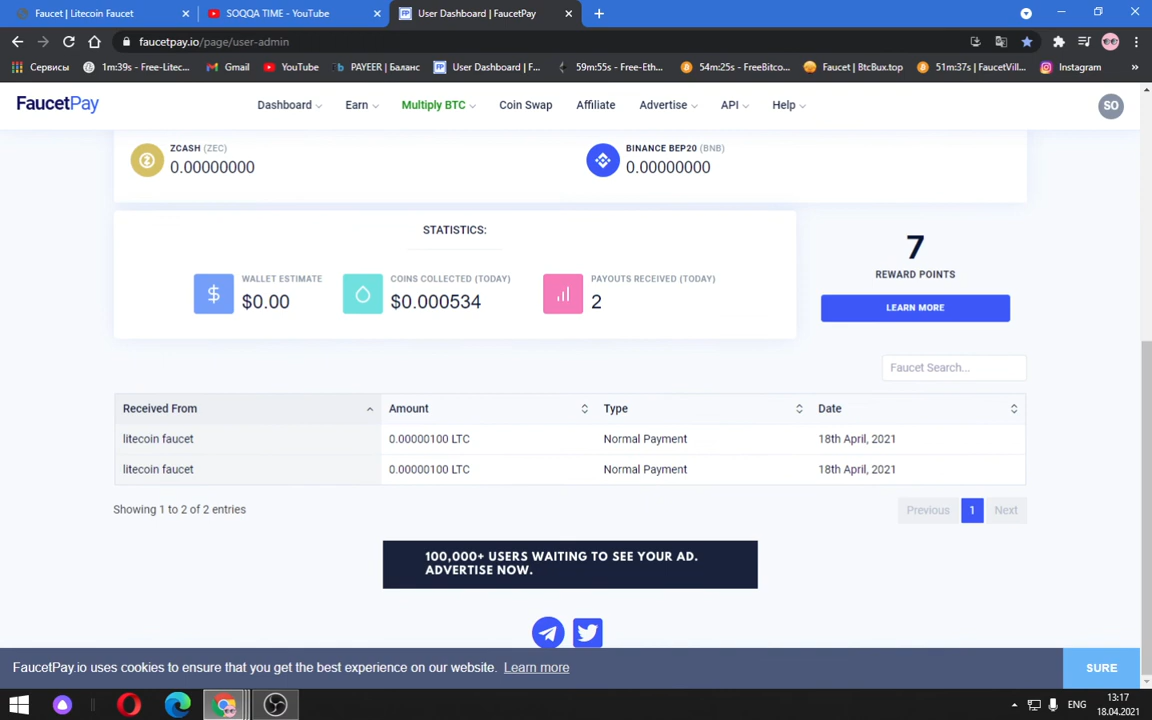 Faucet | Litecoin Faucet
SOQQA TIME - YouTube
User Dashboard | FaucetPay
faucetpay.io/page/user-admin
Сервисы
1m:39s - Free-Litec...
Gmail
YouTube
PAYEER | Баланс
User Dashboard | F...
59m:55s - Free-Eth...
54m:25s - FreeBitco...
Faucet | BtcBux.top
51m:37s | FaucetVill...
Instagram
»
FaucetPay
Dashboard
Earn
Multiply BTC
Coin Swap
Affiliate
Advertise
API
Help
SO
ZCASH (ZEC)
0.00000000
BINANCE BEP20 (BNB)
0.00000000
STATISTICS:
WALLET ESTIMATE
$0.00
COINS COLLECTED (TODAY)
$0.000534
PAYOUTS RECEIVED (TODAY)
2
7
REWARD POINTS
LEARN MORE
Faucet Search...
Received From Amount Type Date
litecoin faucet 0.00000100 LTC Normal Payment 18th April, 2021
litecoin faucet 0.00000100 LTC Normal Payment 18th April, 2021
Showing 1 to 2 of 2 entries
Previous 1 Next
100,000+ USERS WAITING TO SEE YOUR AD.
ADVERTISE NOW.
FaucetPay.io uses cookies to ensure that you get the best experience on our website. Learn more
SURE
ENG
13:17
18.04.2021